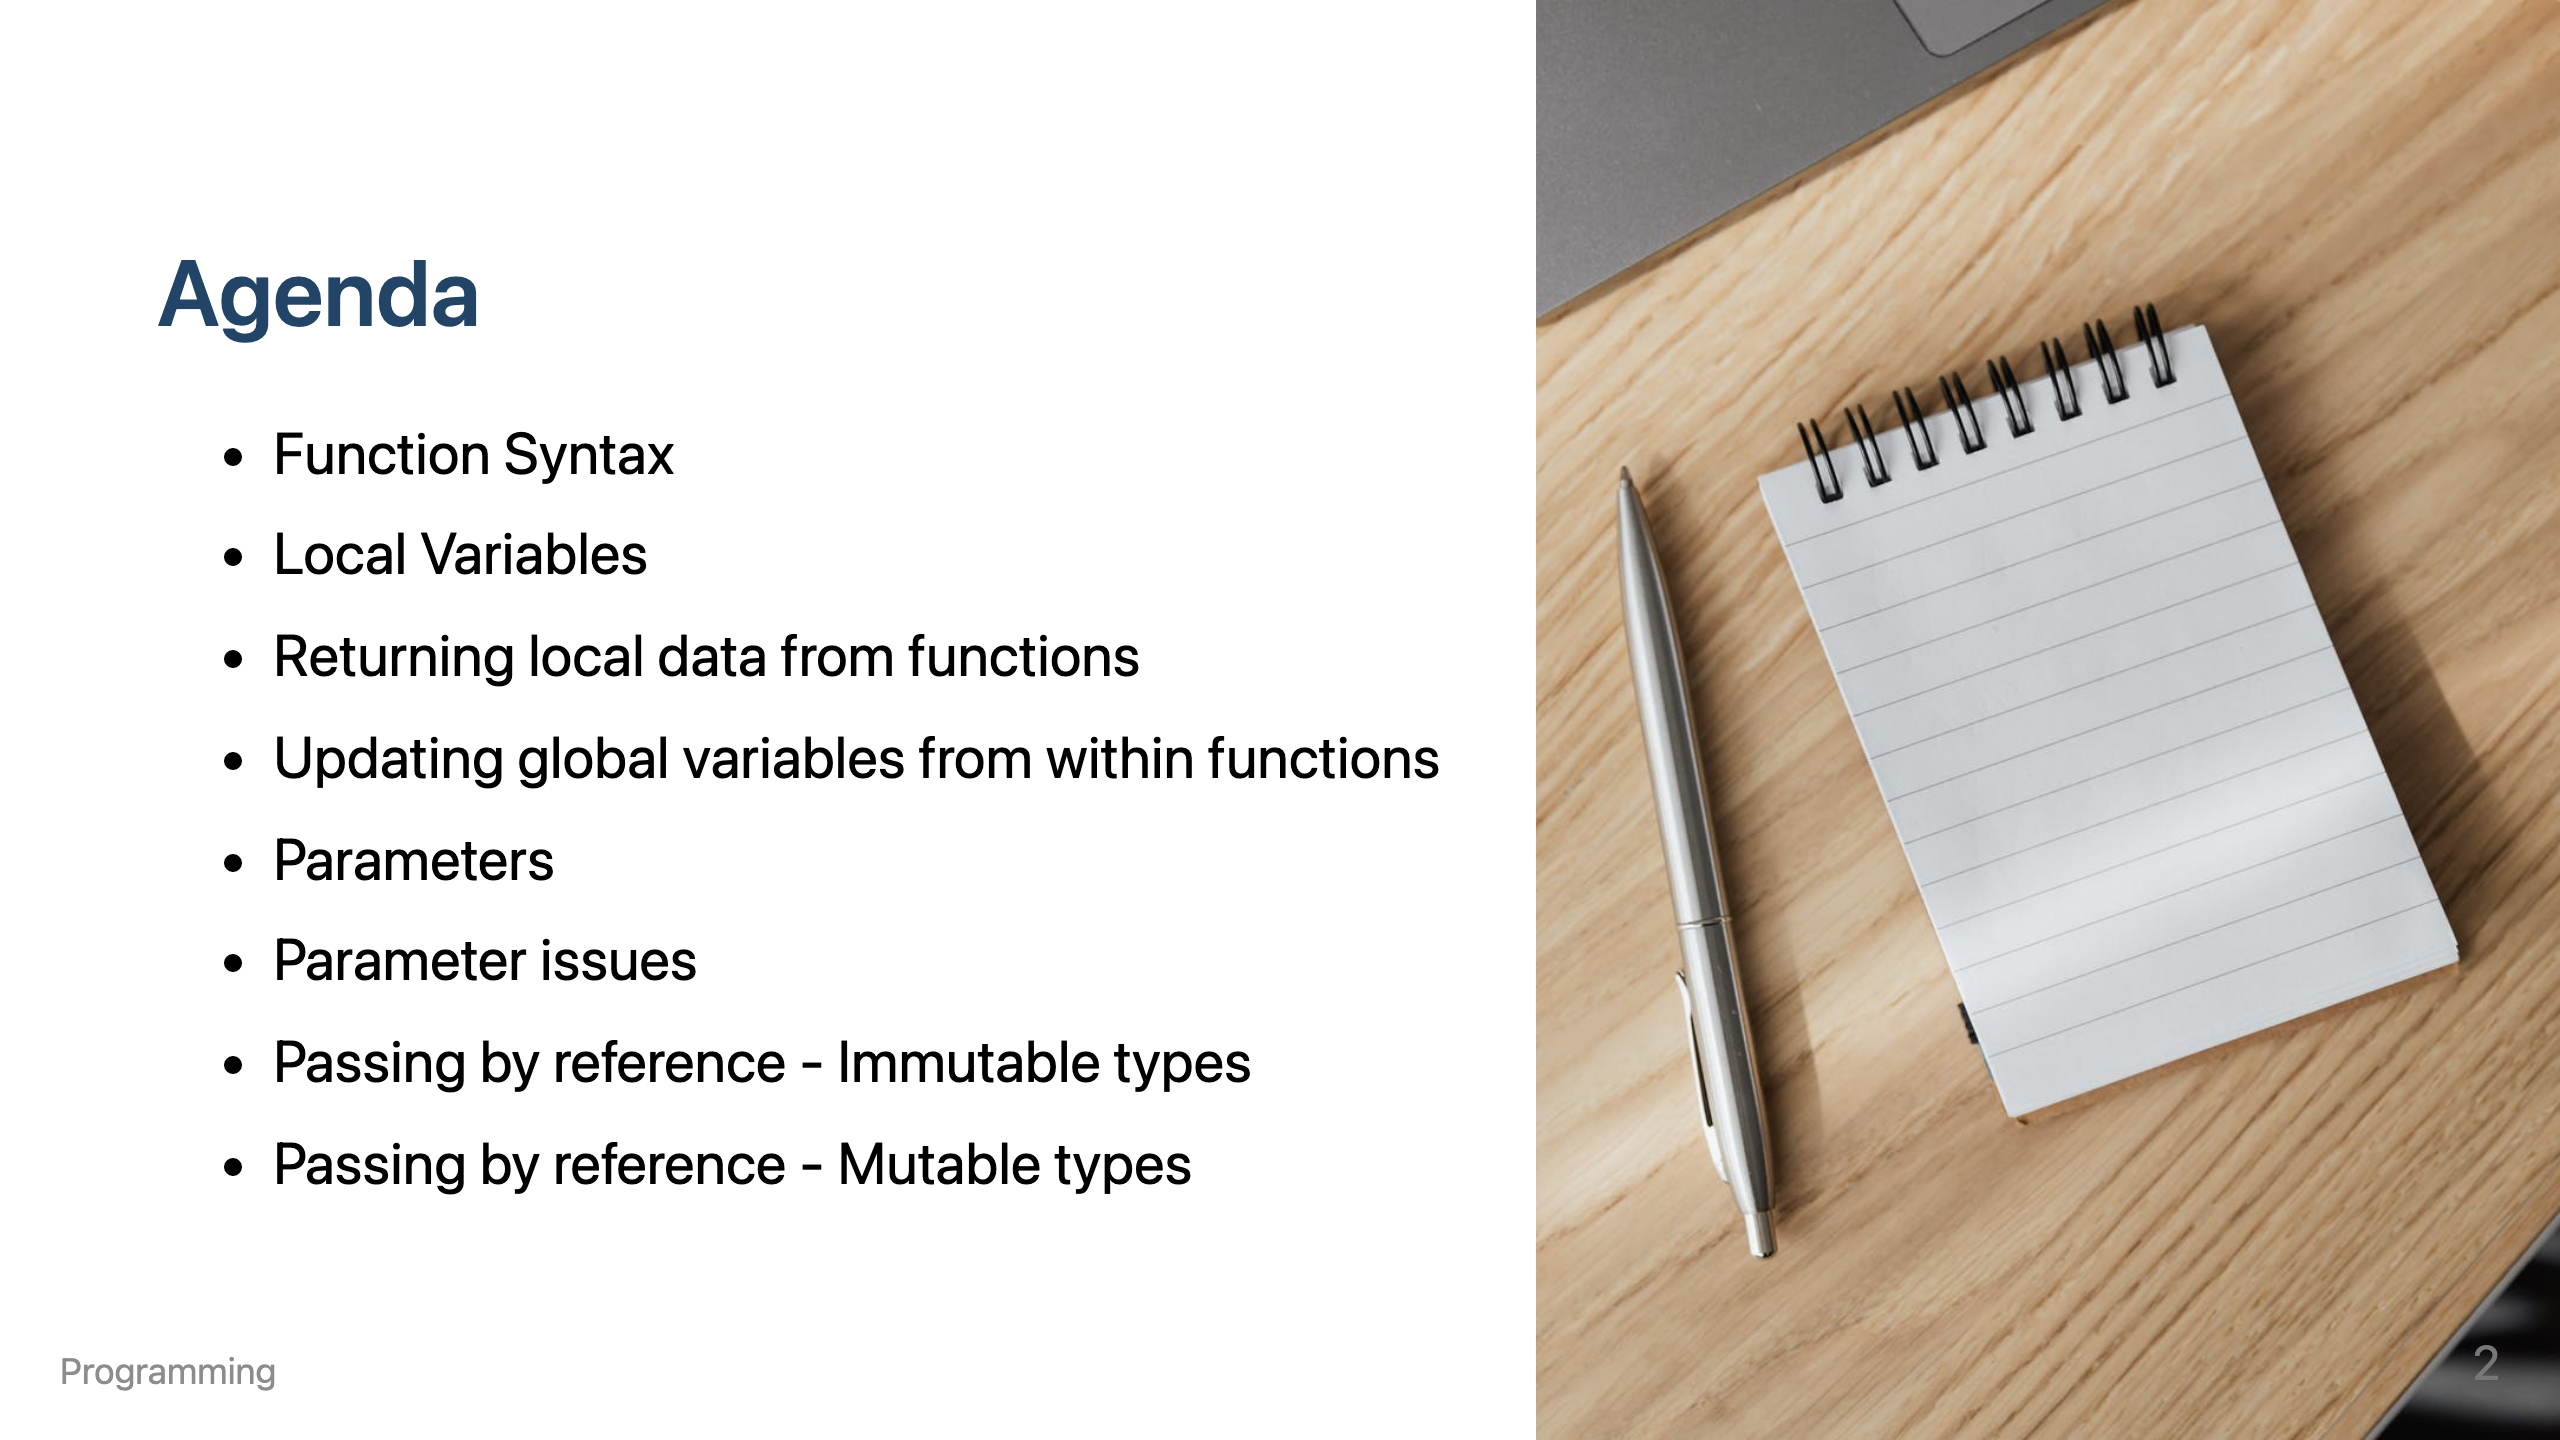 Agenda
• Function Syntax
• Local Variables
• Returning local data from functions
• Updating global variables from within functions
• Parameters
• Parameter issues
• Passing by reference - Immutable types
• Passing by reference - Mutable types
Programming
2